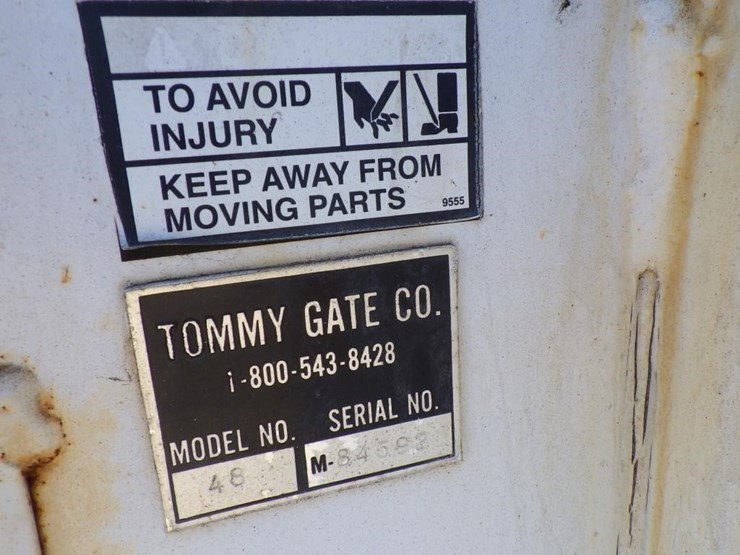 TO AVOID
INJURY
KEEP AWAY FROM
MOVING PARTS
9555
TOMMY GATE CO.
1-800-543-8428
MODEL NO. SERIAL NO.
48 M-84592